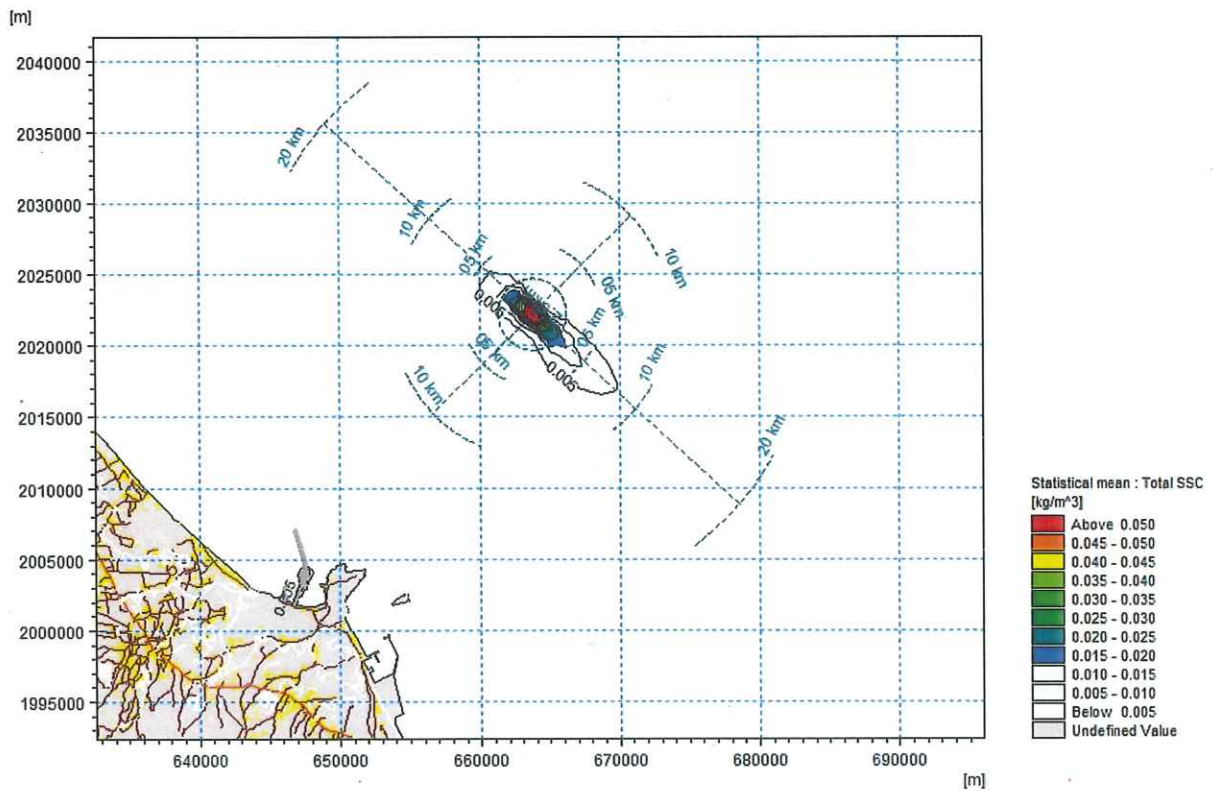 [m]
2040000
2035000
2030000
2025000
2020000
2015000
2010000
2005000
2000000
1995000
640000
650000
660000
670000
680000
690000
[m]
20 km
10 km
05 km
10 km
05 km
0.005
05 km
05 km
10 km
10 km
0.005
20 km
Statistical mean : Total SSC
[kg/m^3]
Above 0.050
0.045 - 0.050
0.040 - 0.045
0.035 - 0.040
0.030 - 0.035
0.025 - 0.030
0.020 - 0.025
0.015 - 0.020
0.010 - 0.015
0.005 - 0.010
Below 0.005
Undefined Value